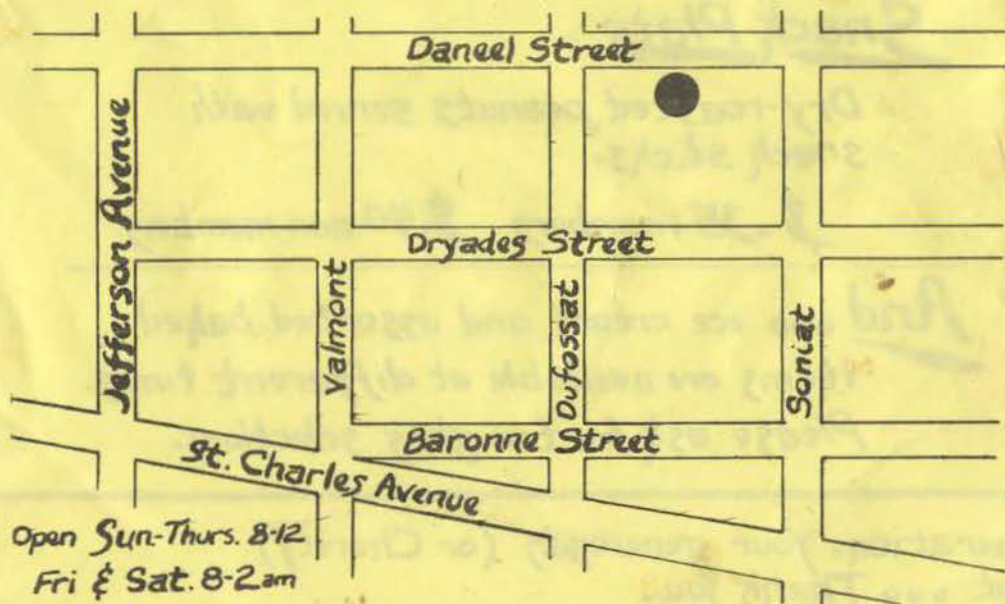 Daneel Street
Jefferson Avenue
Dryades Street
Valmont
Dufossat
Soniat
Baronne Street
St. Charles Avenue
Open Sun-Thurs. 8-12
Fri & Sat. 8-2am